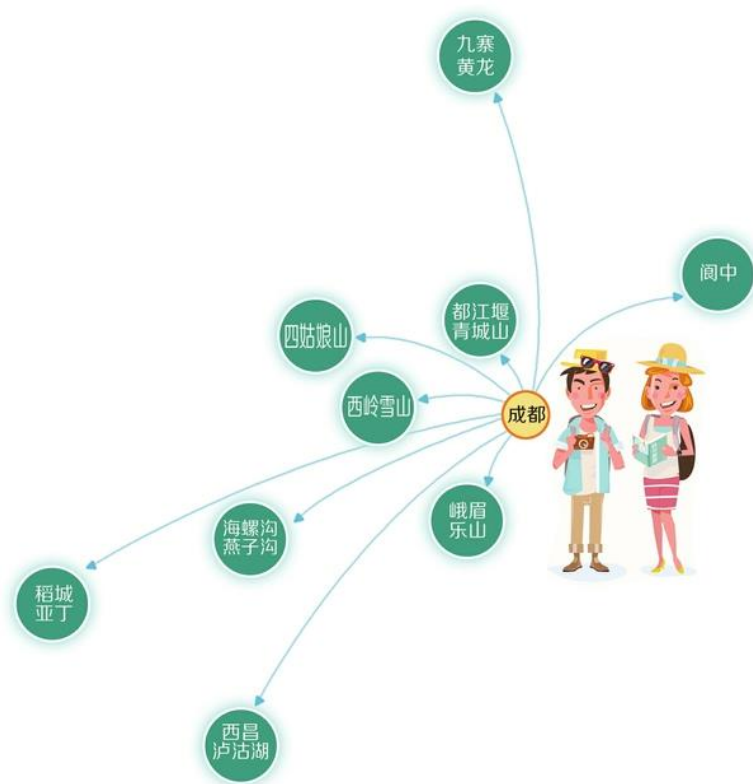 九寨
黄龙
阆中
都江堰
青城山
四姑娘山
西岭雪山
成都
峨眉
乐山
海螺沟
燕子沟
稻城
亚丁
西昌
泸沽湖